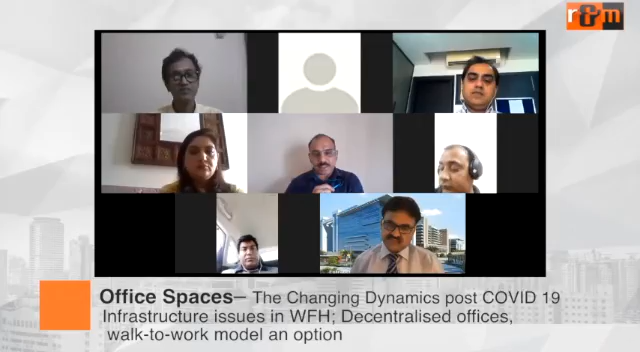 r&m
Office Spaces– The Changing Dynamics post COVID 19
Infrastructure issues in WFH; Decentralised offices,
walk-to-work model an option